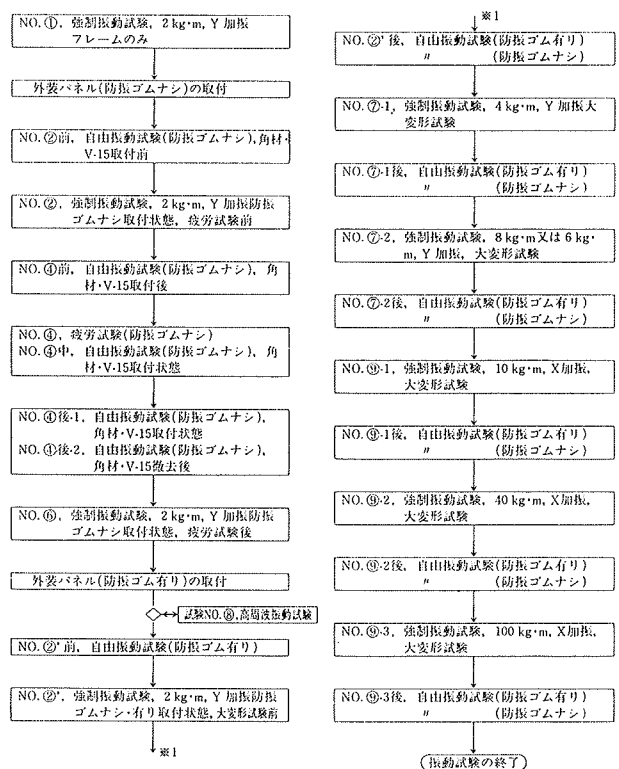 NO.①, 強制振動試験, 2 kg·m, Y 加振
フレームのみ
外装パネル(防振ゴムナシ)の取付
NO.②前, 自由振動試験(防振ゴムナシ),角材·
V-15取付前
NO.②, 強制振動試験, 2 kg·m, Y 加振防振
ゴムナシ取付状態, 疲労試験前
NO.④前, 自由振動試験(防振ゴムナシ), 角
材·V-15取付後
NO.④, 疲労試験(防振ゴムナシ)
NO.④中, 自由振動試験(防振ゴムナシ), 角
材·V-15取付状態
NO.④後-1, 自由振動試験(防振ゴムナシ),
角材·V-15取付状態
NO.④後-2, 自由振動試験(防振ゴムナシ),
角材·V-15撤去後
NO.⑥, 強制振動試験, 2 kg·m, Y 加振防振
ゴムナシ取付状態, 疲労試験後
外装パネル(防振ゴム有リ)の取付
試験NO.⑧,高周波振動試験
NO.②'前, 自由振動試験(防振ゴム有リ)
NO.②', 強制振動試験, 2 kg·m, Y 加振防振
ゴムナシ·有リ取付状態,大変形試験前
※1
※1
NO.②'後, 自由振動試験(防振ゴム有リ)
〃 (防振ゴムナシ)
NO.⑦-1, 強制振動試験, 4 kg·m, Y 加振大
変形試験
NO.⑦-1後, 自由振動試験(防振ゴム有リ)
〃 (防振ゴムナシ)
NO.⑦-2, 強制振動試験, 8 kg·m又は 6 kg·
m, Y 加振, 大変形試験
NO.⑦-2後, 自由振動試験(防振ゴム有リ)
〃 (防振ゴムナシ)
NO.⑨-1, 強制振動試験, 10 kg·m, X加振,
大変形試験
NO.⑨-1後, 自由振動試験(防振ゴム有リ)
〃 (防振ゴムナシ)
NO.⑨-2, 強制振動試験, 40 kg·m, X加振,
大変形試験
NO.⑨-2後, 自由振動試験(防振ゴム有リ)
〃 (防振ゴムナシ)
NO.⑨-3, 強制振動試験, 100 kg·m, X加振,
大変形試験
NO.⑨-3後, 自由振動試験(防振ゴム有リ)
〃 (防振ゴムナシ)
振動試験の終了